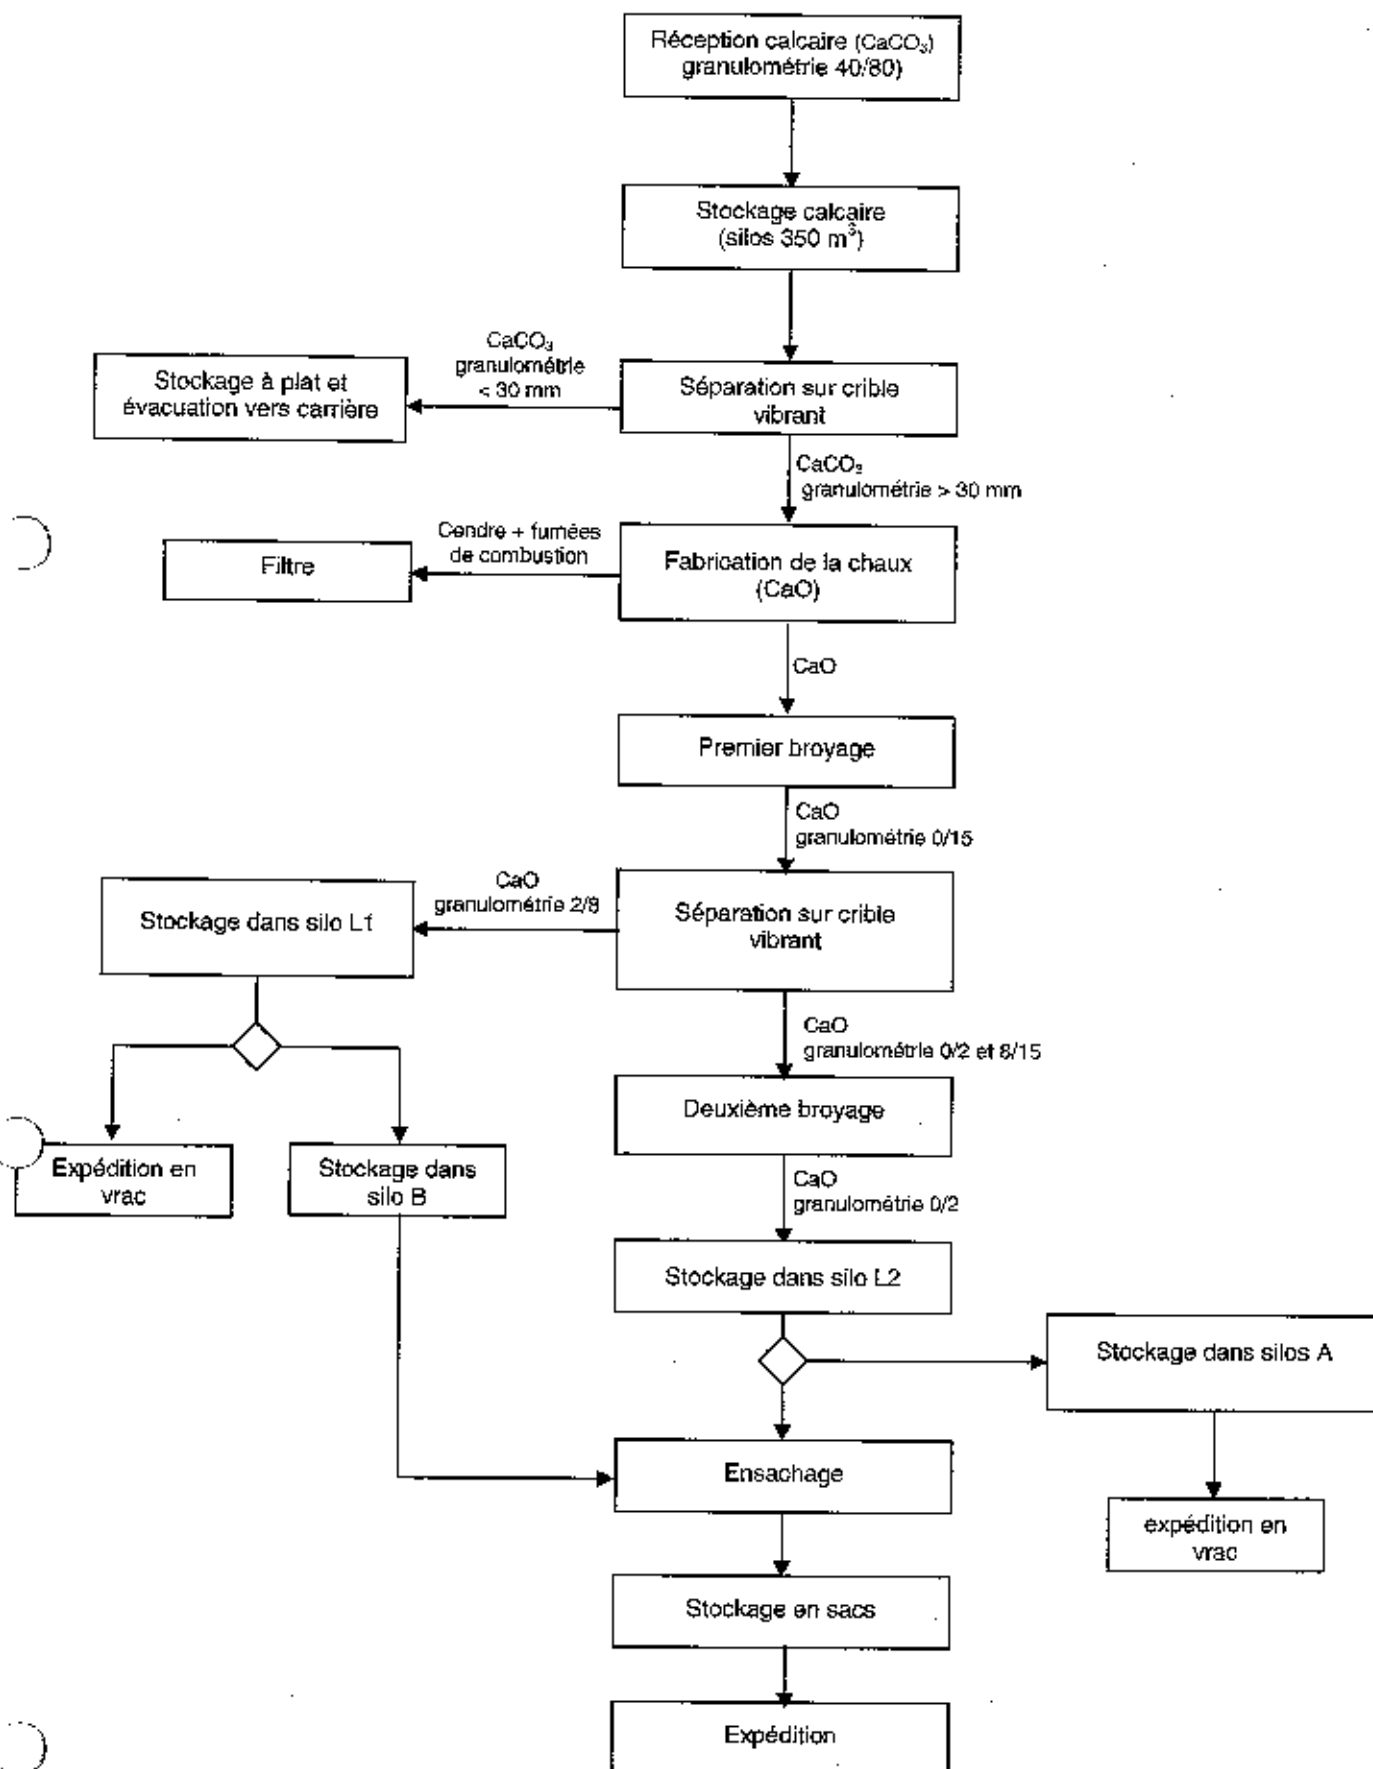 Réception calcaire (CaCO₃)
granulométrie 40/80)
Stockage calcaire
(silos 350 m³)
CaCO₃
granulométrie
< 30 mm
Stockage à plat et
évacuation vers carrière
Séparation sur crible
vibrant
CaCO₃
granulométrie > 30 mm
Cendre + fumées
de combustion
Filtre
Fabrication de la chaux
(CaO)
CaO
Premier broyage
CaO
granulométrie 0/15
CaO
granulométrie 2/8
Stockage dans silo L1
Séparation sur crible
vibrant
CaO
granulométrie 0/2 et 8/15
Deuxième broyage
Expédition en
vrac
Stockage dans
silo B
CaO
granulométrie 0/2
Stockage dans silo L2
Stockage dans silos A
Ensachage
expédition en
vrac
Stockage en sacs
Expédition